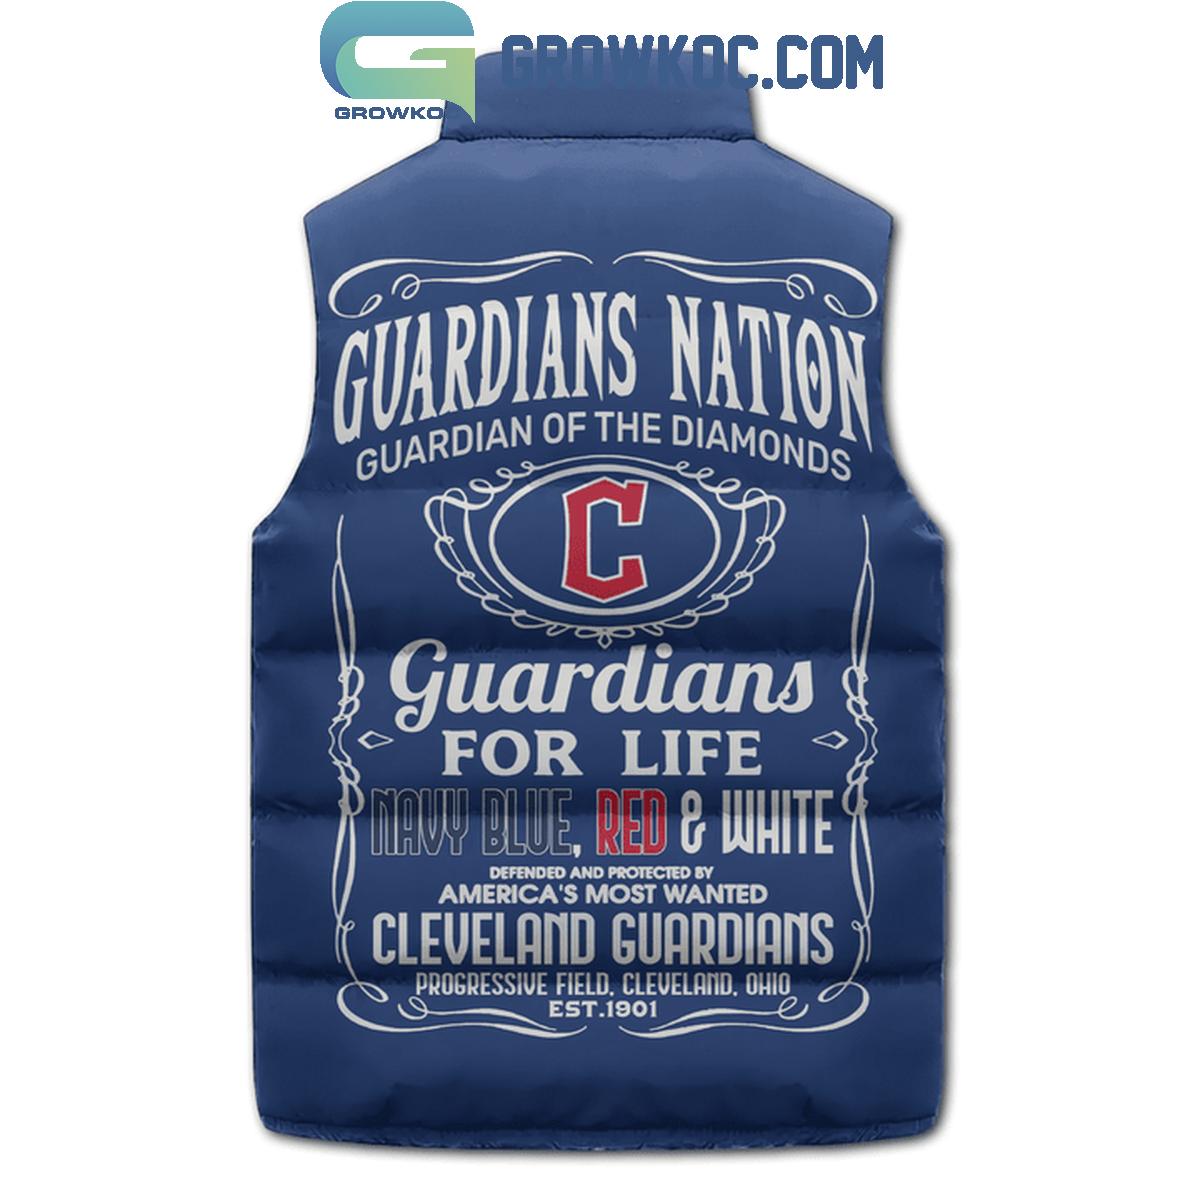 GROWKOC.COM
GROWKOC
GUARDIANS NATION
GUARDIAN OF THE DIAMONDS
C
Guardians
FOR LIFE
NAVY BLUE, RED & WHITE
DEFENDED AND PROTECTED BY
AMERICA'S MOST WANTED
CLEVELAND GUARDIANS
PROGRESSIVE FIELD, CLEVELAND, OHIO
EST.1901